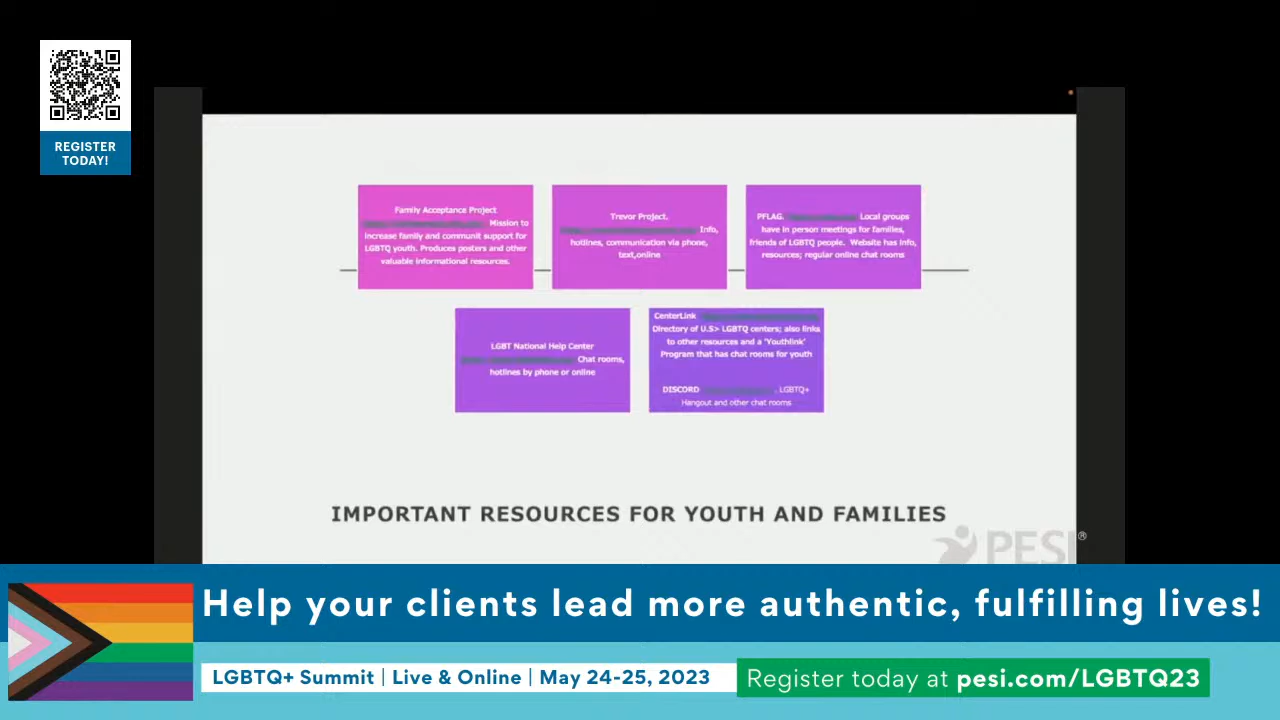 REGISTER
TODAY!
Family Acceptance Project
Mission to
increase family and communit support for
LGBTQ youth. Produces posters and other
valuable informational resources.
Trevor Project.
Info,
hotlines, communication via phone,
text,online
PFLAG. Local groups
have in person meetings for families,
friends of LGBTQ people. Website has info,
resources; regular online chat rooms
LGBT National Help Center
Chat rooms,
hotlines by phone or online
CenterLink
Directory of U.S> LGBTQ centers; also links
to other resources and a 'Youthlink'
Program that has chat rooms for youth
DISCORD . LGBTQ+
Hangout and other chat rooms
IMPORTANT RESOURCES FOR YOUTH AND FAMILIES
PESI®
Help your clients lead more authentic, fulfilling lives!
LGBTQ+ Summit | Live & Online | May 24-25, 2023
Register today at pesi.com/LGBTQ23